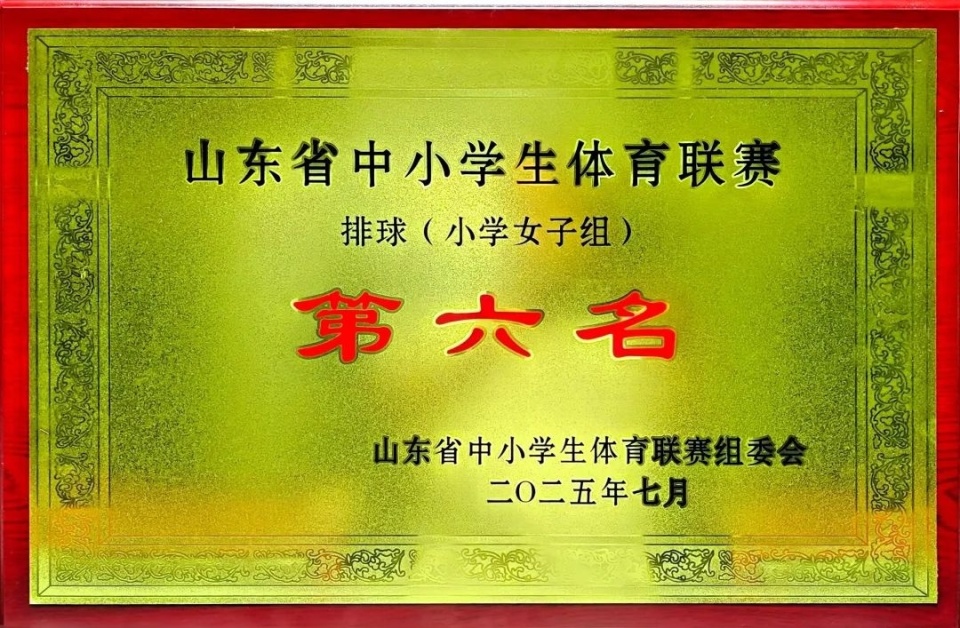 山东省中小学生体育联赛
排球（小学女子组）
第六名
山东省中小学生体育联赛组委会
二〇二五年七月